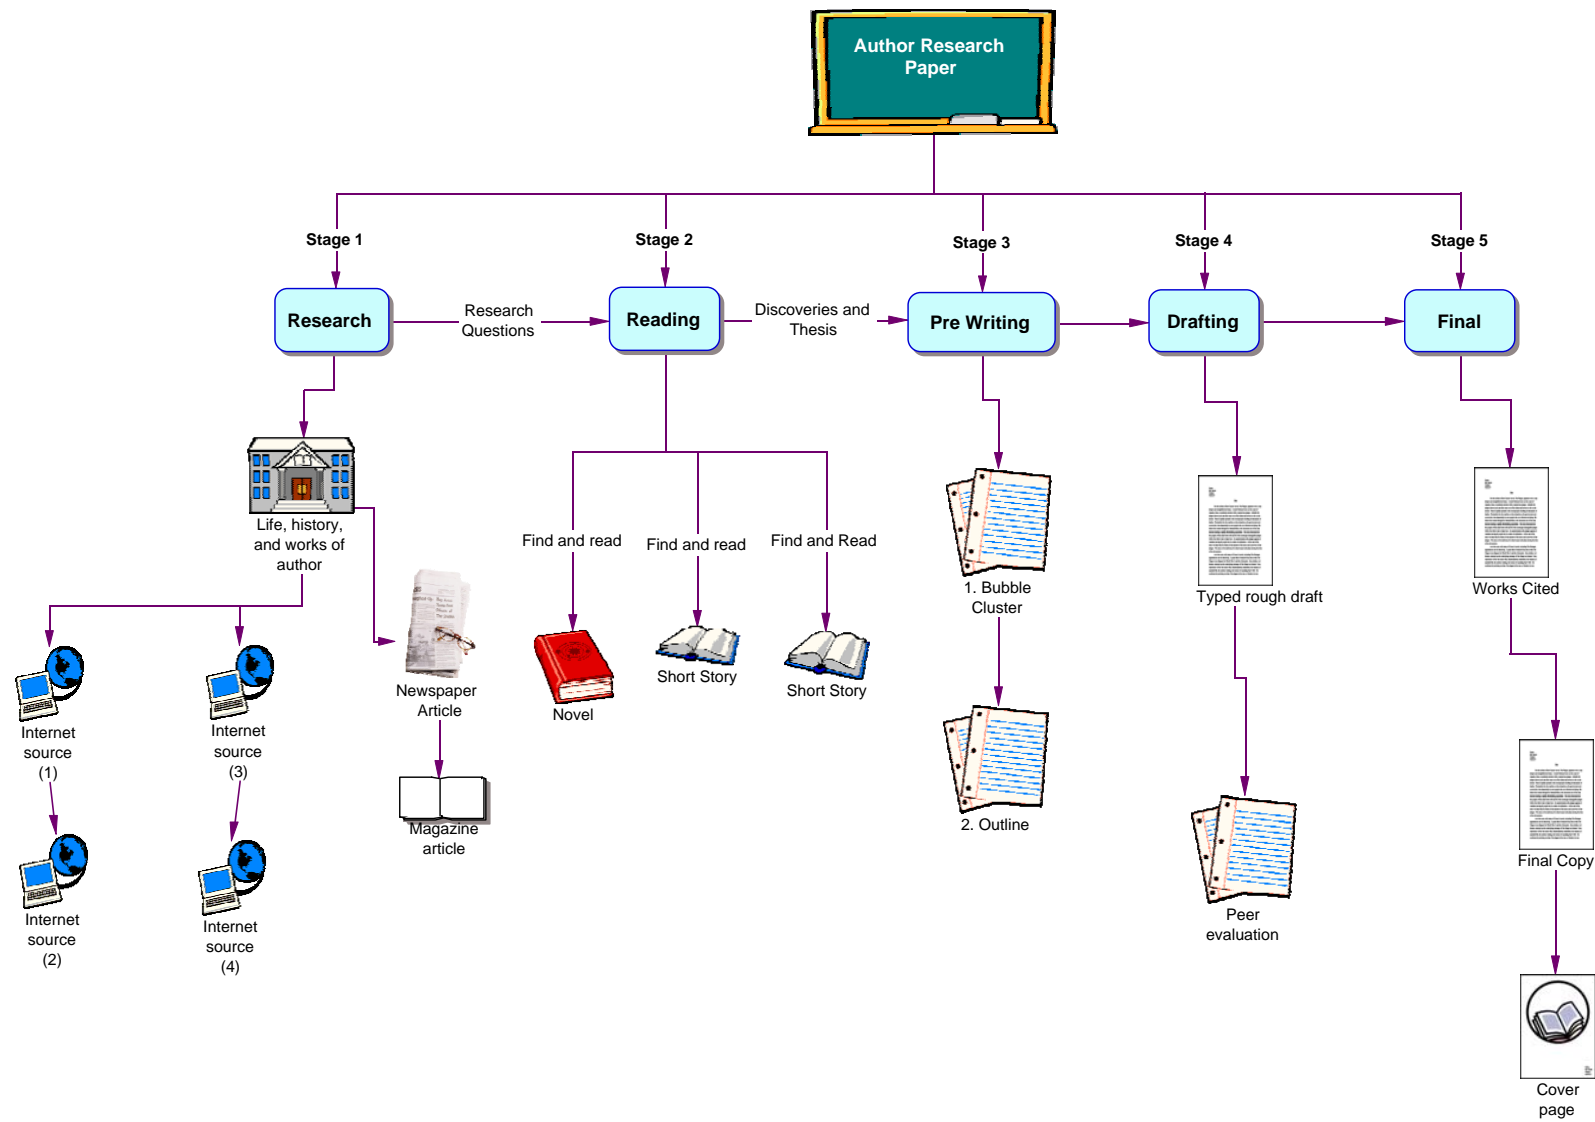 Author Research
Paper
Stage 1
Stage 2
Stage 3
Stage 4
Stage 5
Research
Research
Questions
Reading
Discoveries and
Thesis
Pre Writing
Drafting
Final
Life, history,
and works of
author
Find and read
Find and read
Find and Read
1. Bubble
Cluster
Typed rough draft
Works Cited
Newspaper
Article
Novel
Short Story
Short Story
Internet
source
(1)
Internet
source
(3)
Magazine
article
2. Outline
Final Copy
Internet
source
(2)
Internet
source
(4)
Peer
evaluation
Cover
page